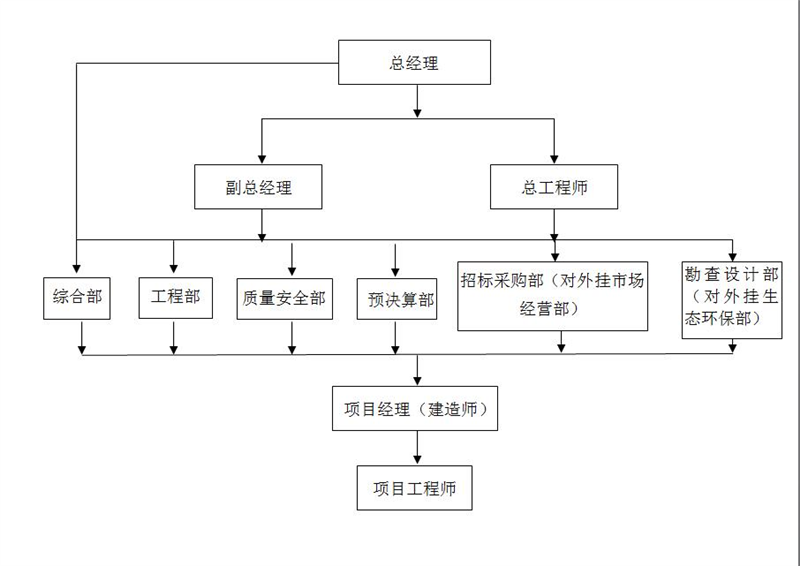 总经理
副总经理
总工程师
综合部
工程部
质量安全部
预决算部
招标采购部（对外挂市场
经营部）
勘查设计部
（对外挂生
态环保部）
项目经理（建造师）
项目工程师